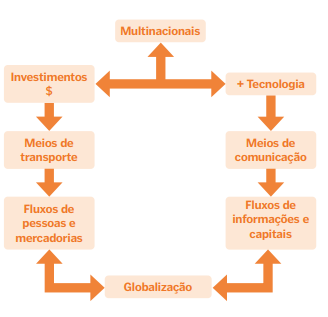 Multinacionais
Investimentos
$
+ Tecnologia
Meios de
transporte
Meios de
comunicação
Fluxos de
pessoas e
mercadorias
Fluxos de
informações e
capitais
Globalização